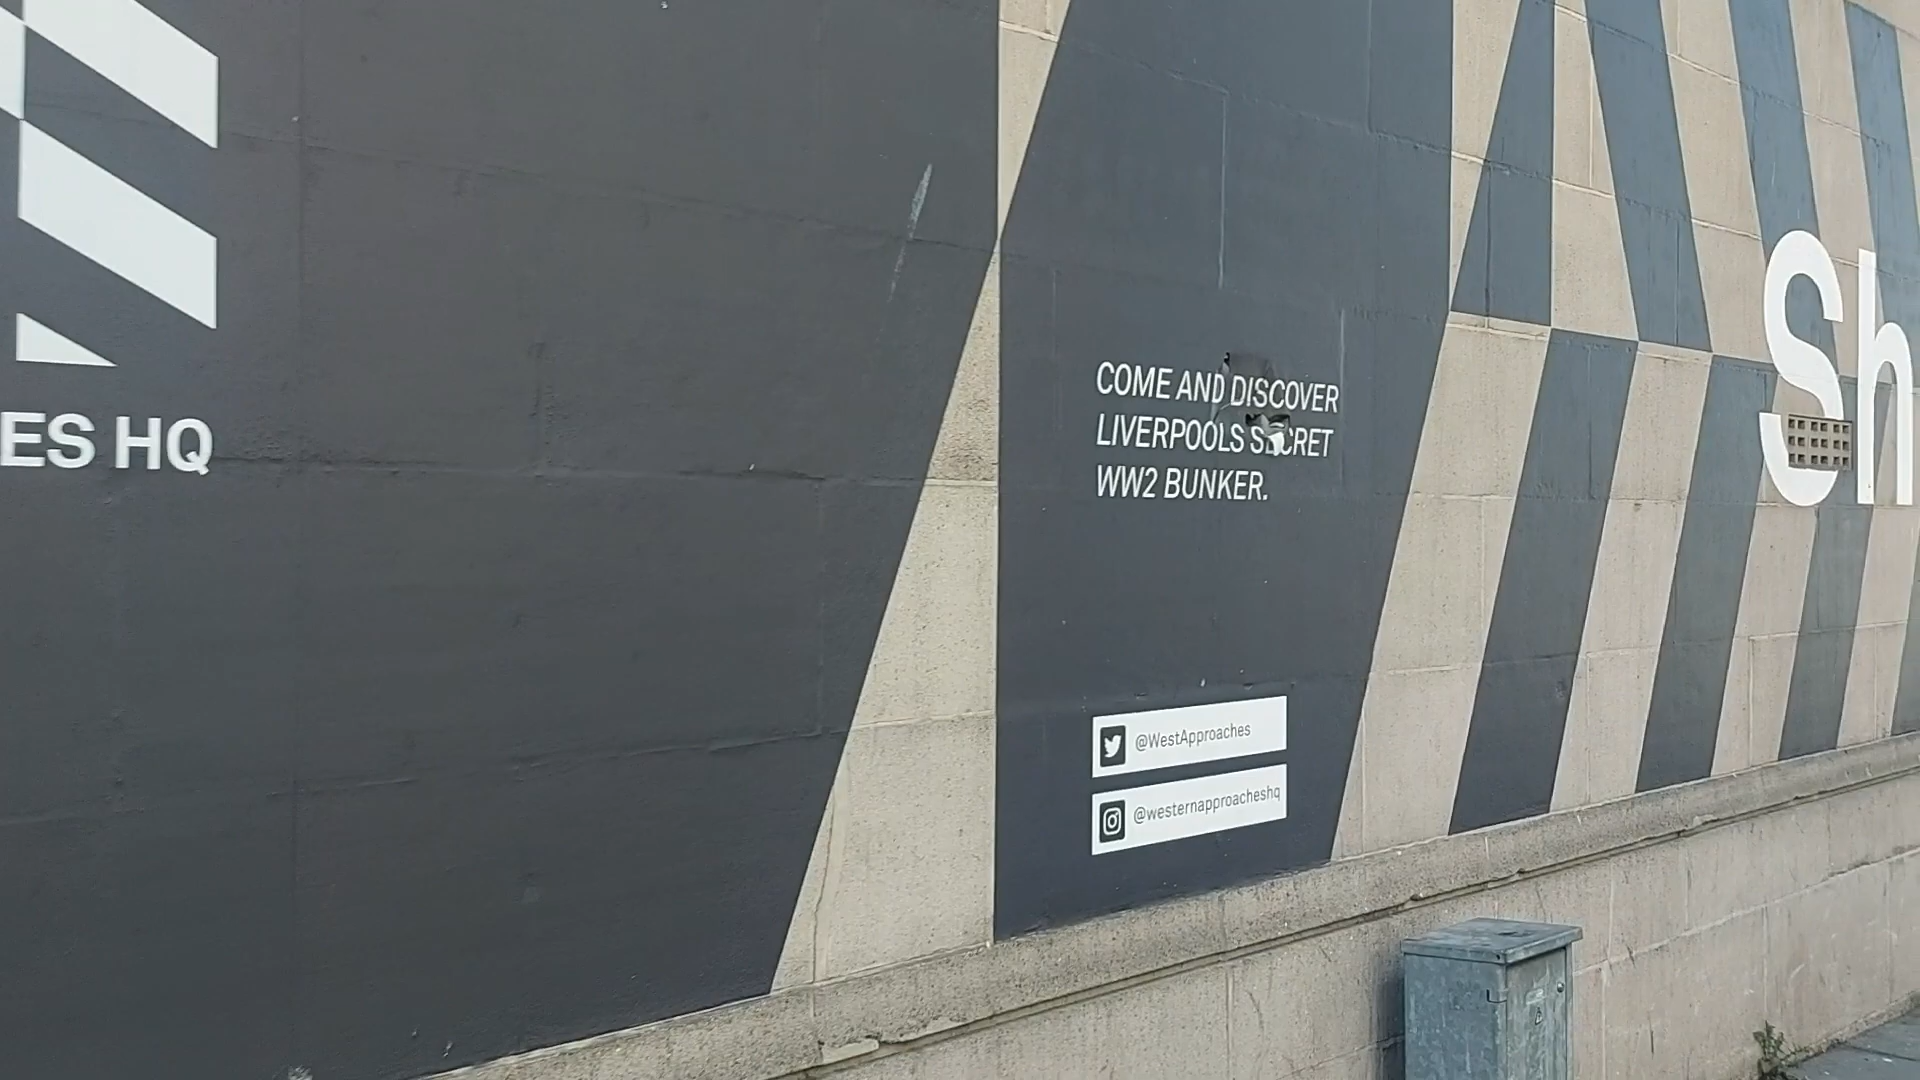 ES HQ
COME AND DISCOVER
LIVERPOOLS SECRET
WW2 BUNKER.
@WestApproaches
@westernapproacheshq
Sh